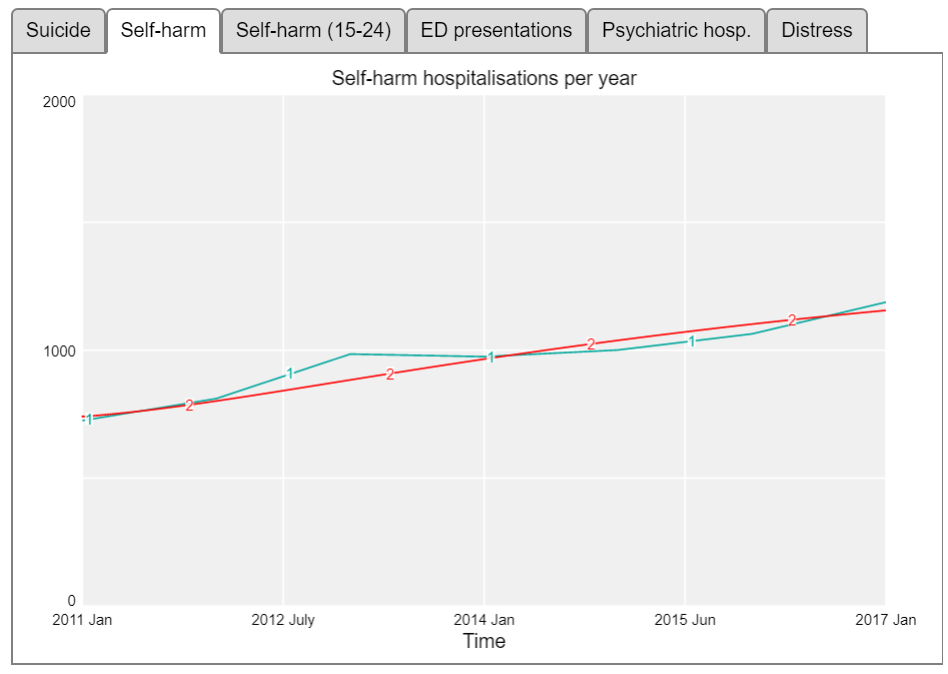 Suicide Self-harm Self-harm (15-24) ED presentations Psychiatric hosp. Distress
Self-harm hospitalisations per year
2000
1000
0
1 2 1 2 1 2 1 2
2011 Jan 2012 July 2014 Jan 2015 Jun 2017 Jan
Time